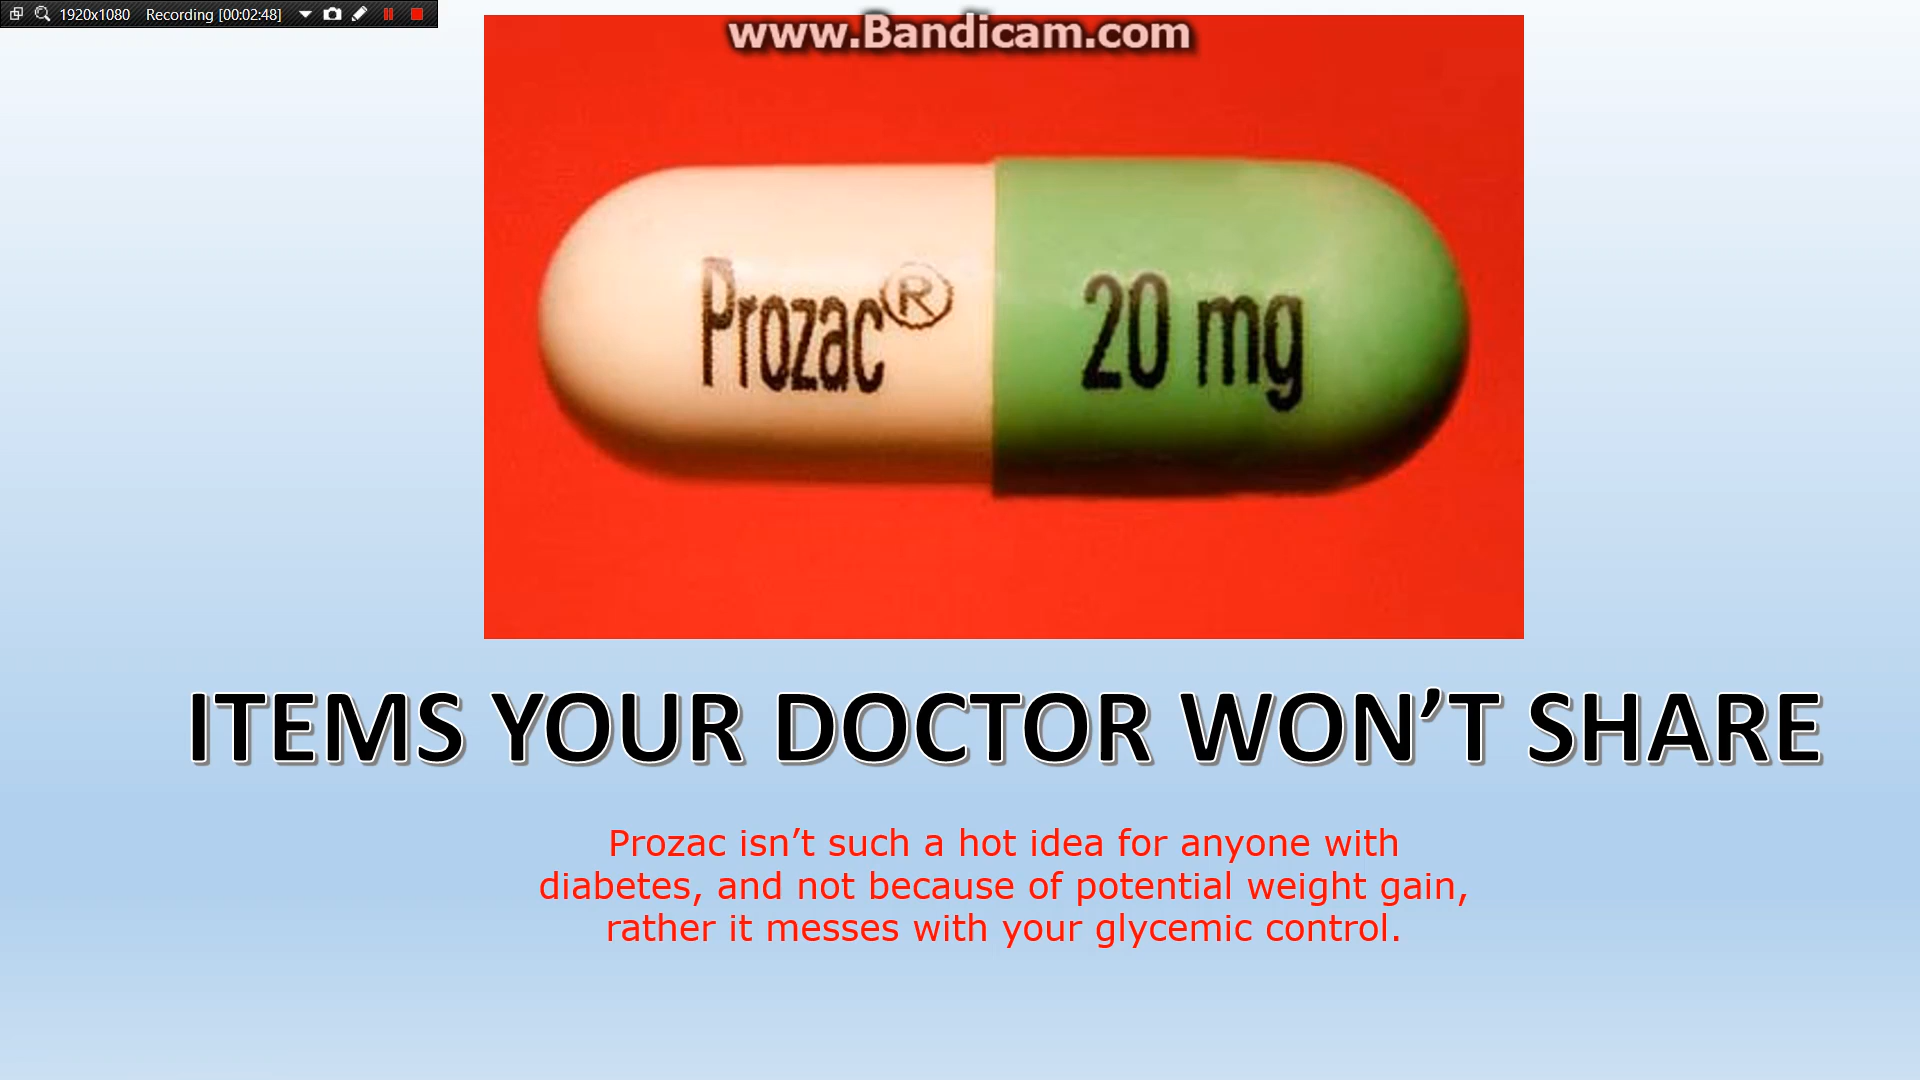 1920x1080 Recording [00:02:48]
www.Bandicam.com
Prozac® 20 mg
ITEMS YOUR DOCTOR WON’T SHARE
Prozac isn’t such a hot idea for anyone with
diabetes, and not because of potential weight gain,
rather it messes with your glycemic control.